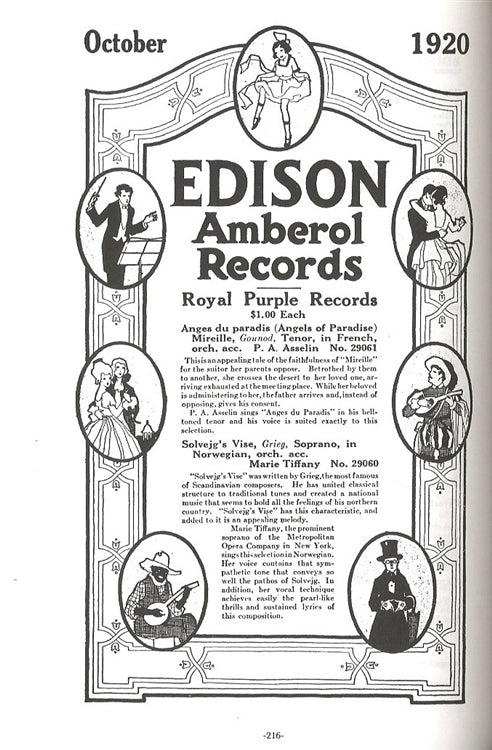 October 1920
EDISON
Amberol
Records
Royal Purple Records
$1.00 Each
Anges du paradis (Angels of Paradise)
Mireille, Gounod, Tenor, in French,
orch. acc. P. A. Asselin No. 29061
This is an appealing tale of the faithfulness of "Mireille"
for the suitor her parents oppose. Betrothed by them
to another, she crosses the desert to her loved one, ar-
riving exhausted at the meeting place. While her beloved
is administering to her, the father arrives and, instead of
opposing, gives his consent.
P. A. Asselin sings "Anges du Paradis" in his bell-
toned tenor and his voice is suited exactly to this
selection.
Solvejg's Vise, Grieg, Soprano, in
Norwegian, orch. acc.
Marie Tiffany No. 29060
"Solvejg's Vise" was written by Grieg, the most famous
of Scandinavian composers. He has united classical
structure to traditional tunes and created a national
music that seems to hold all the feelings of his northern
country. "Solvejg's Vise" has this characteristic, and
added to it is an appealing melody.
Marie Tiffany, the prominent
soprano of the Metropolitan
Opera Company in New York,
sings this selection in Norwegian.
Her voice contains that sym-
pathetic tone that conveys so
well the pathos of Solvejg. In
addition, her vocal technique
achieves easily the pearl-like
thrills and sustained lyrics of
this composition.
-216-